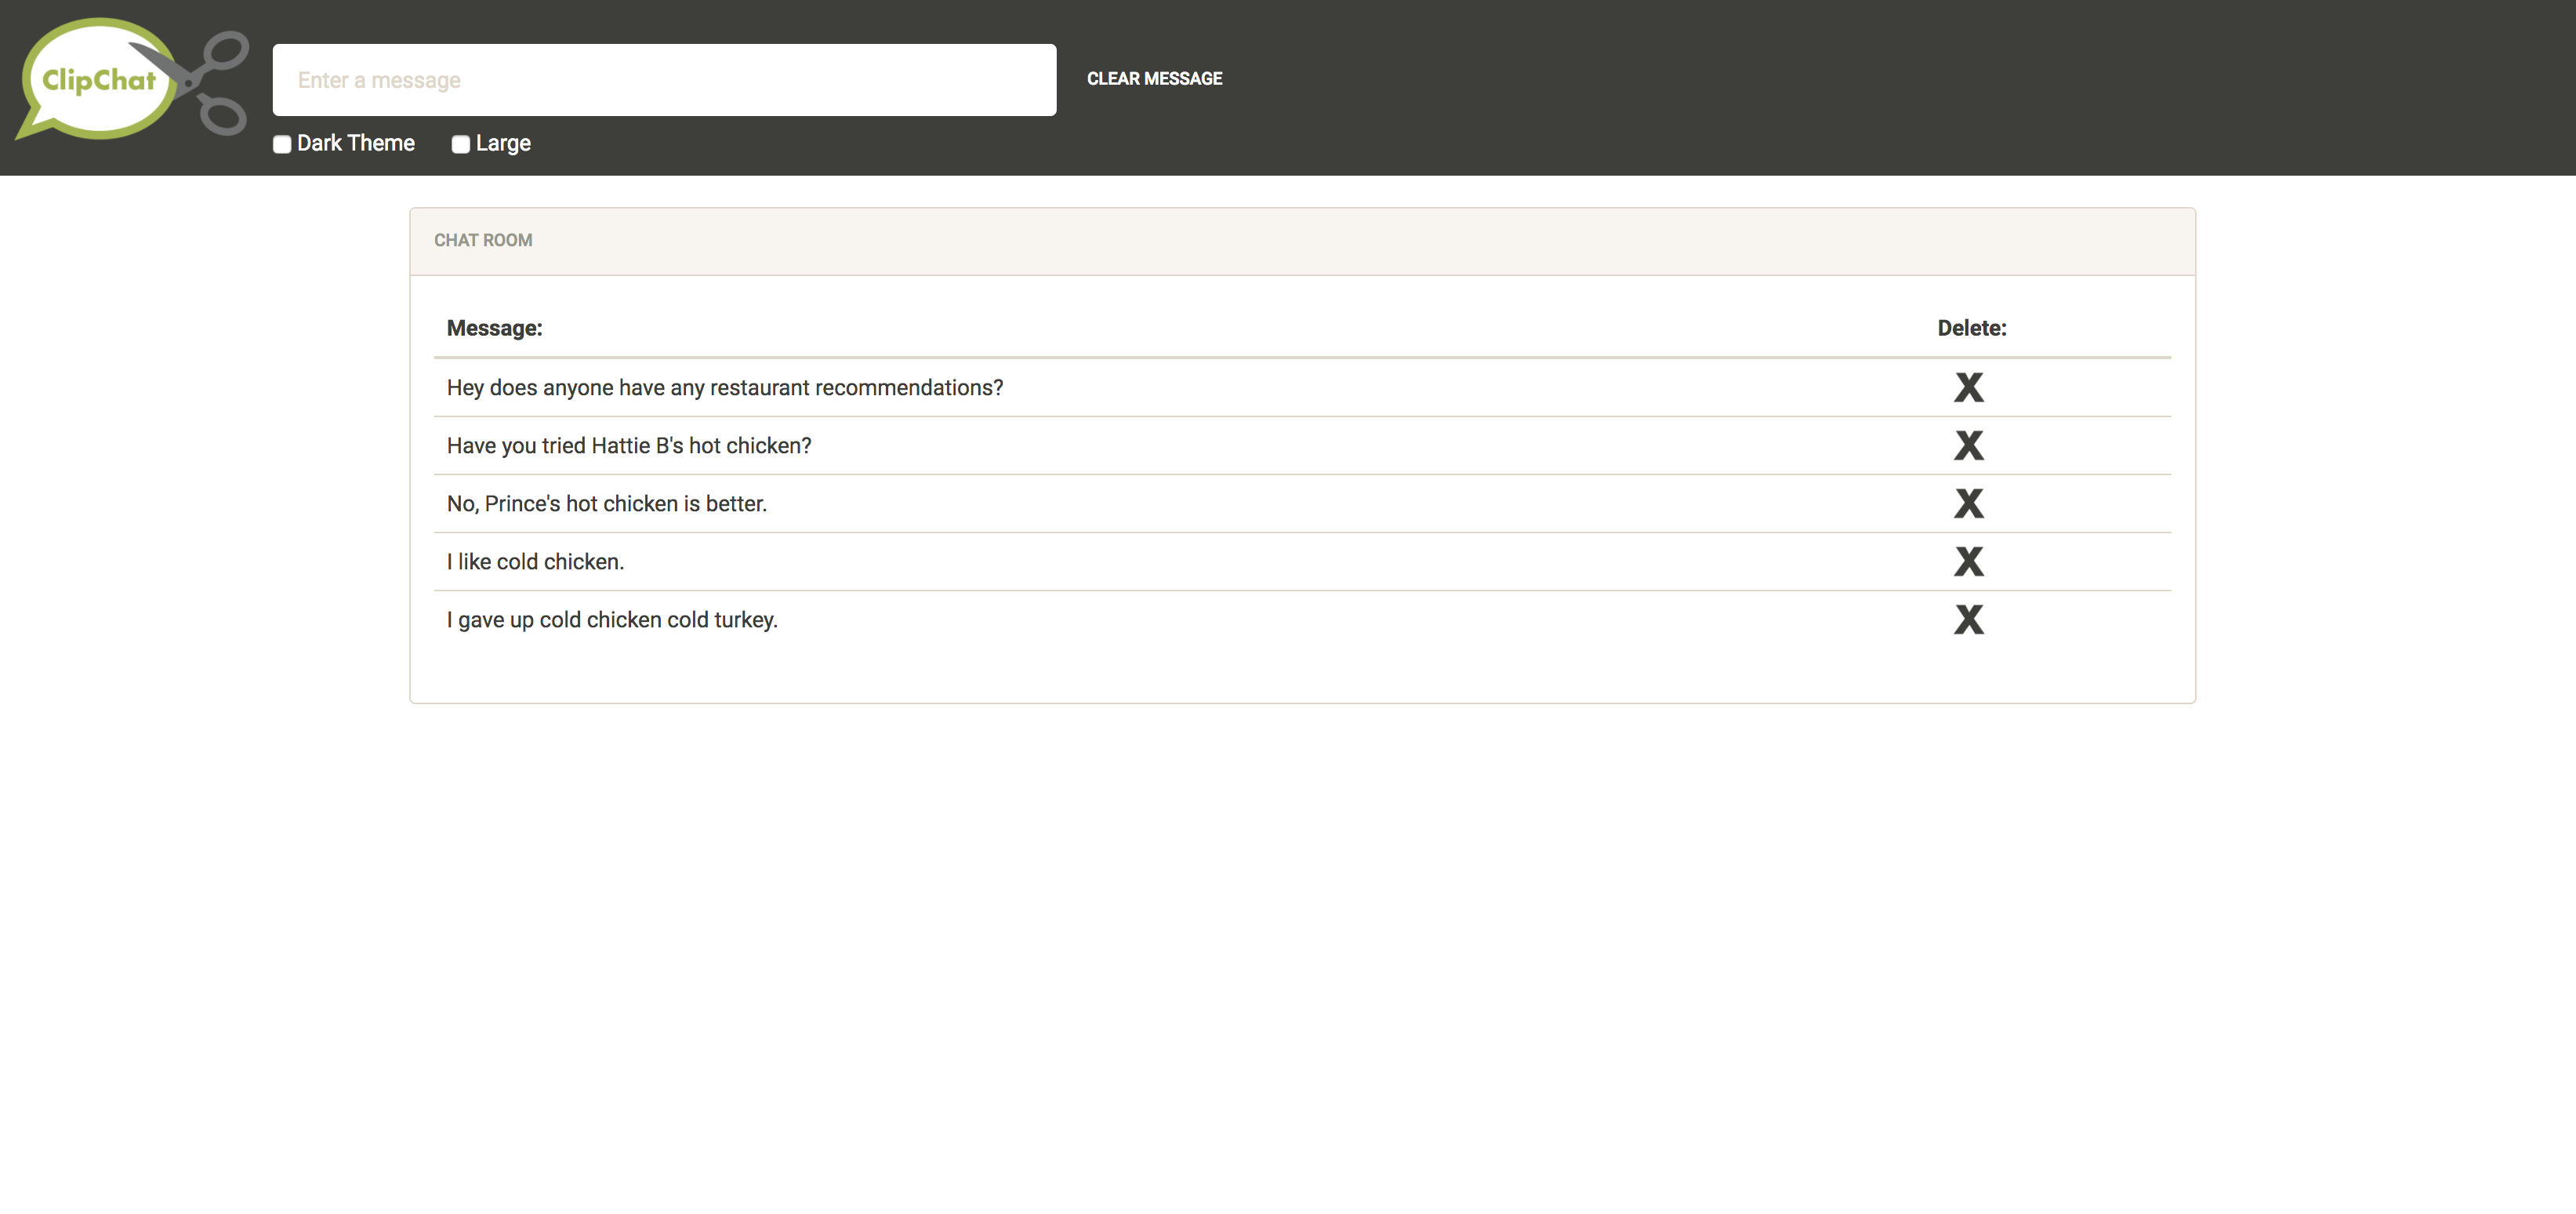 ClipChat
Enter a message
CLEAR MESSAGE
Dark Theme Large
CHAT ROOM
Message: Delete:
Hey does anyone have any restaurant recommendations? X
Have you tried Hattie B's hot chicken? X
No, Prince's hot chicken is better. X
I like cold chicken. X
I gave up cold chicken cold turkey. X